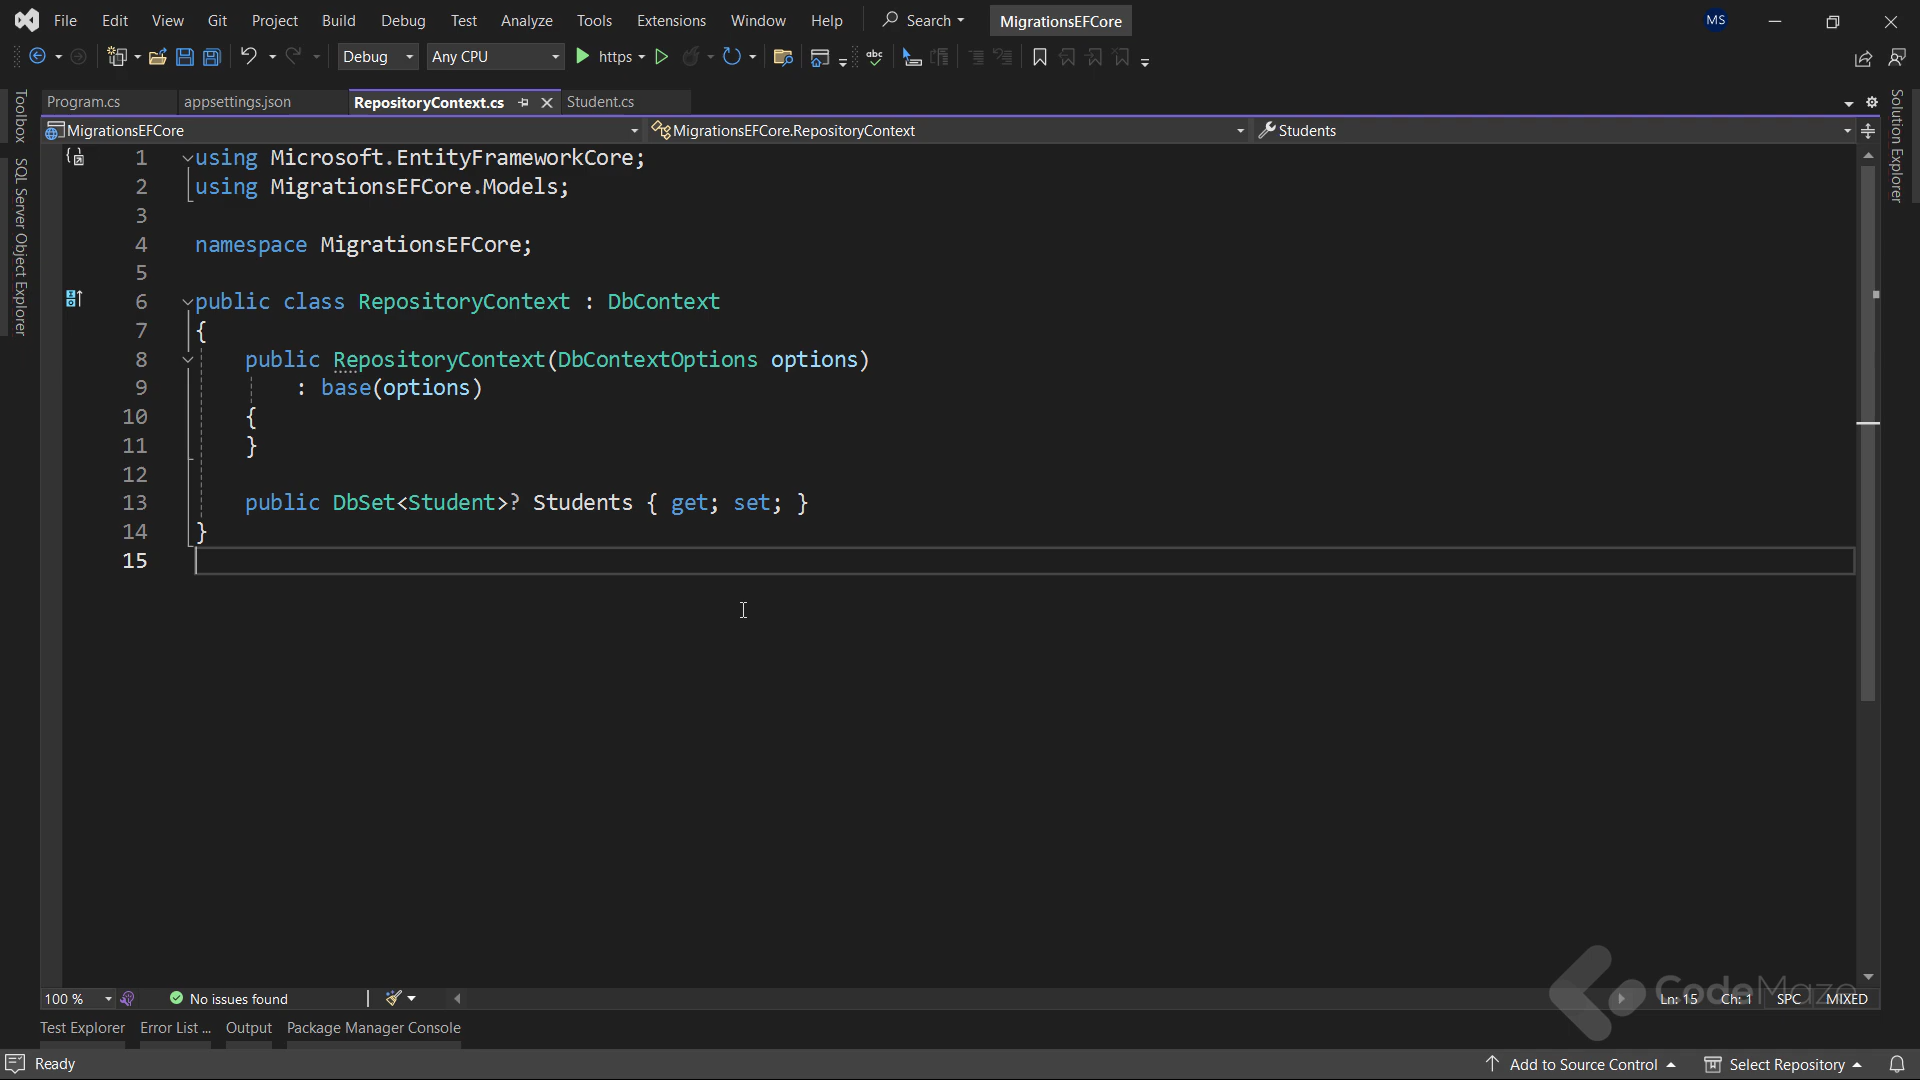 File Edit View Git Project Build Debug Test Analyze Tools Extensions Window Help Search MigrationsEFCore MS
Debug Any CPU https
Program.cs appsettings.json RepositoryContext.cs Student.cs
MigrationsEFCore MigrationsEFCore.RepositoryContext Students
Toolbox
SQL Server Object Explorer
Solution Explorer
1 using Microsoft.EntityFrameworkCore;
2 using MigrationsEFCore.Models;
3
4 namespace MigrationsEFCore;
5
6 public class RepositoryContext : DbContext
7 {
8 public RepositoryContext(DbContextOptions options)
9 : base(options)
10 {
11 }
12
13 public DbSet<Student>? Students { get; set; }
14 }
15
CodeMaze
100 % No issues found Ln: 15 Ch: 1 SPC MIXED
Test Explorer Error List ... Output Package Manager Console
Ready Add to Source Control Select Repository